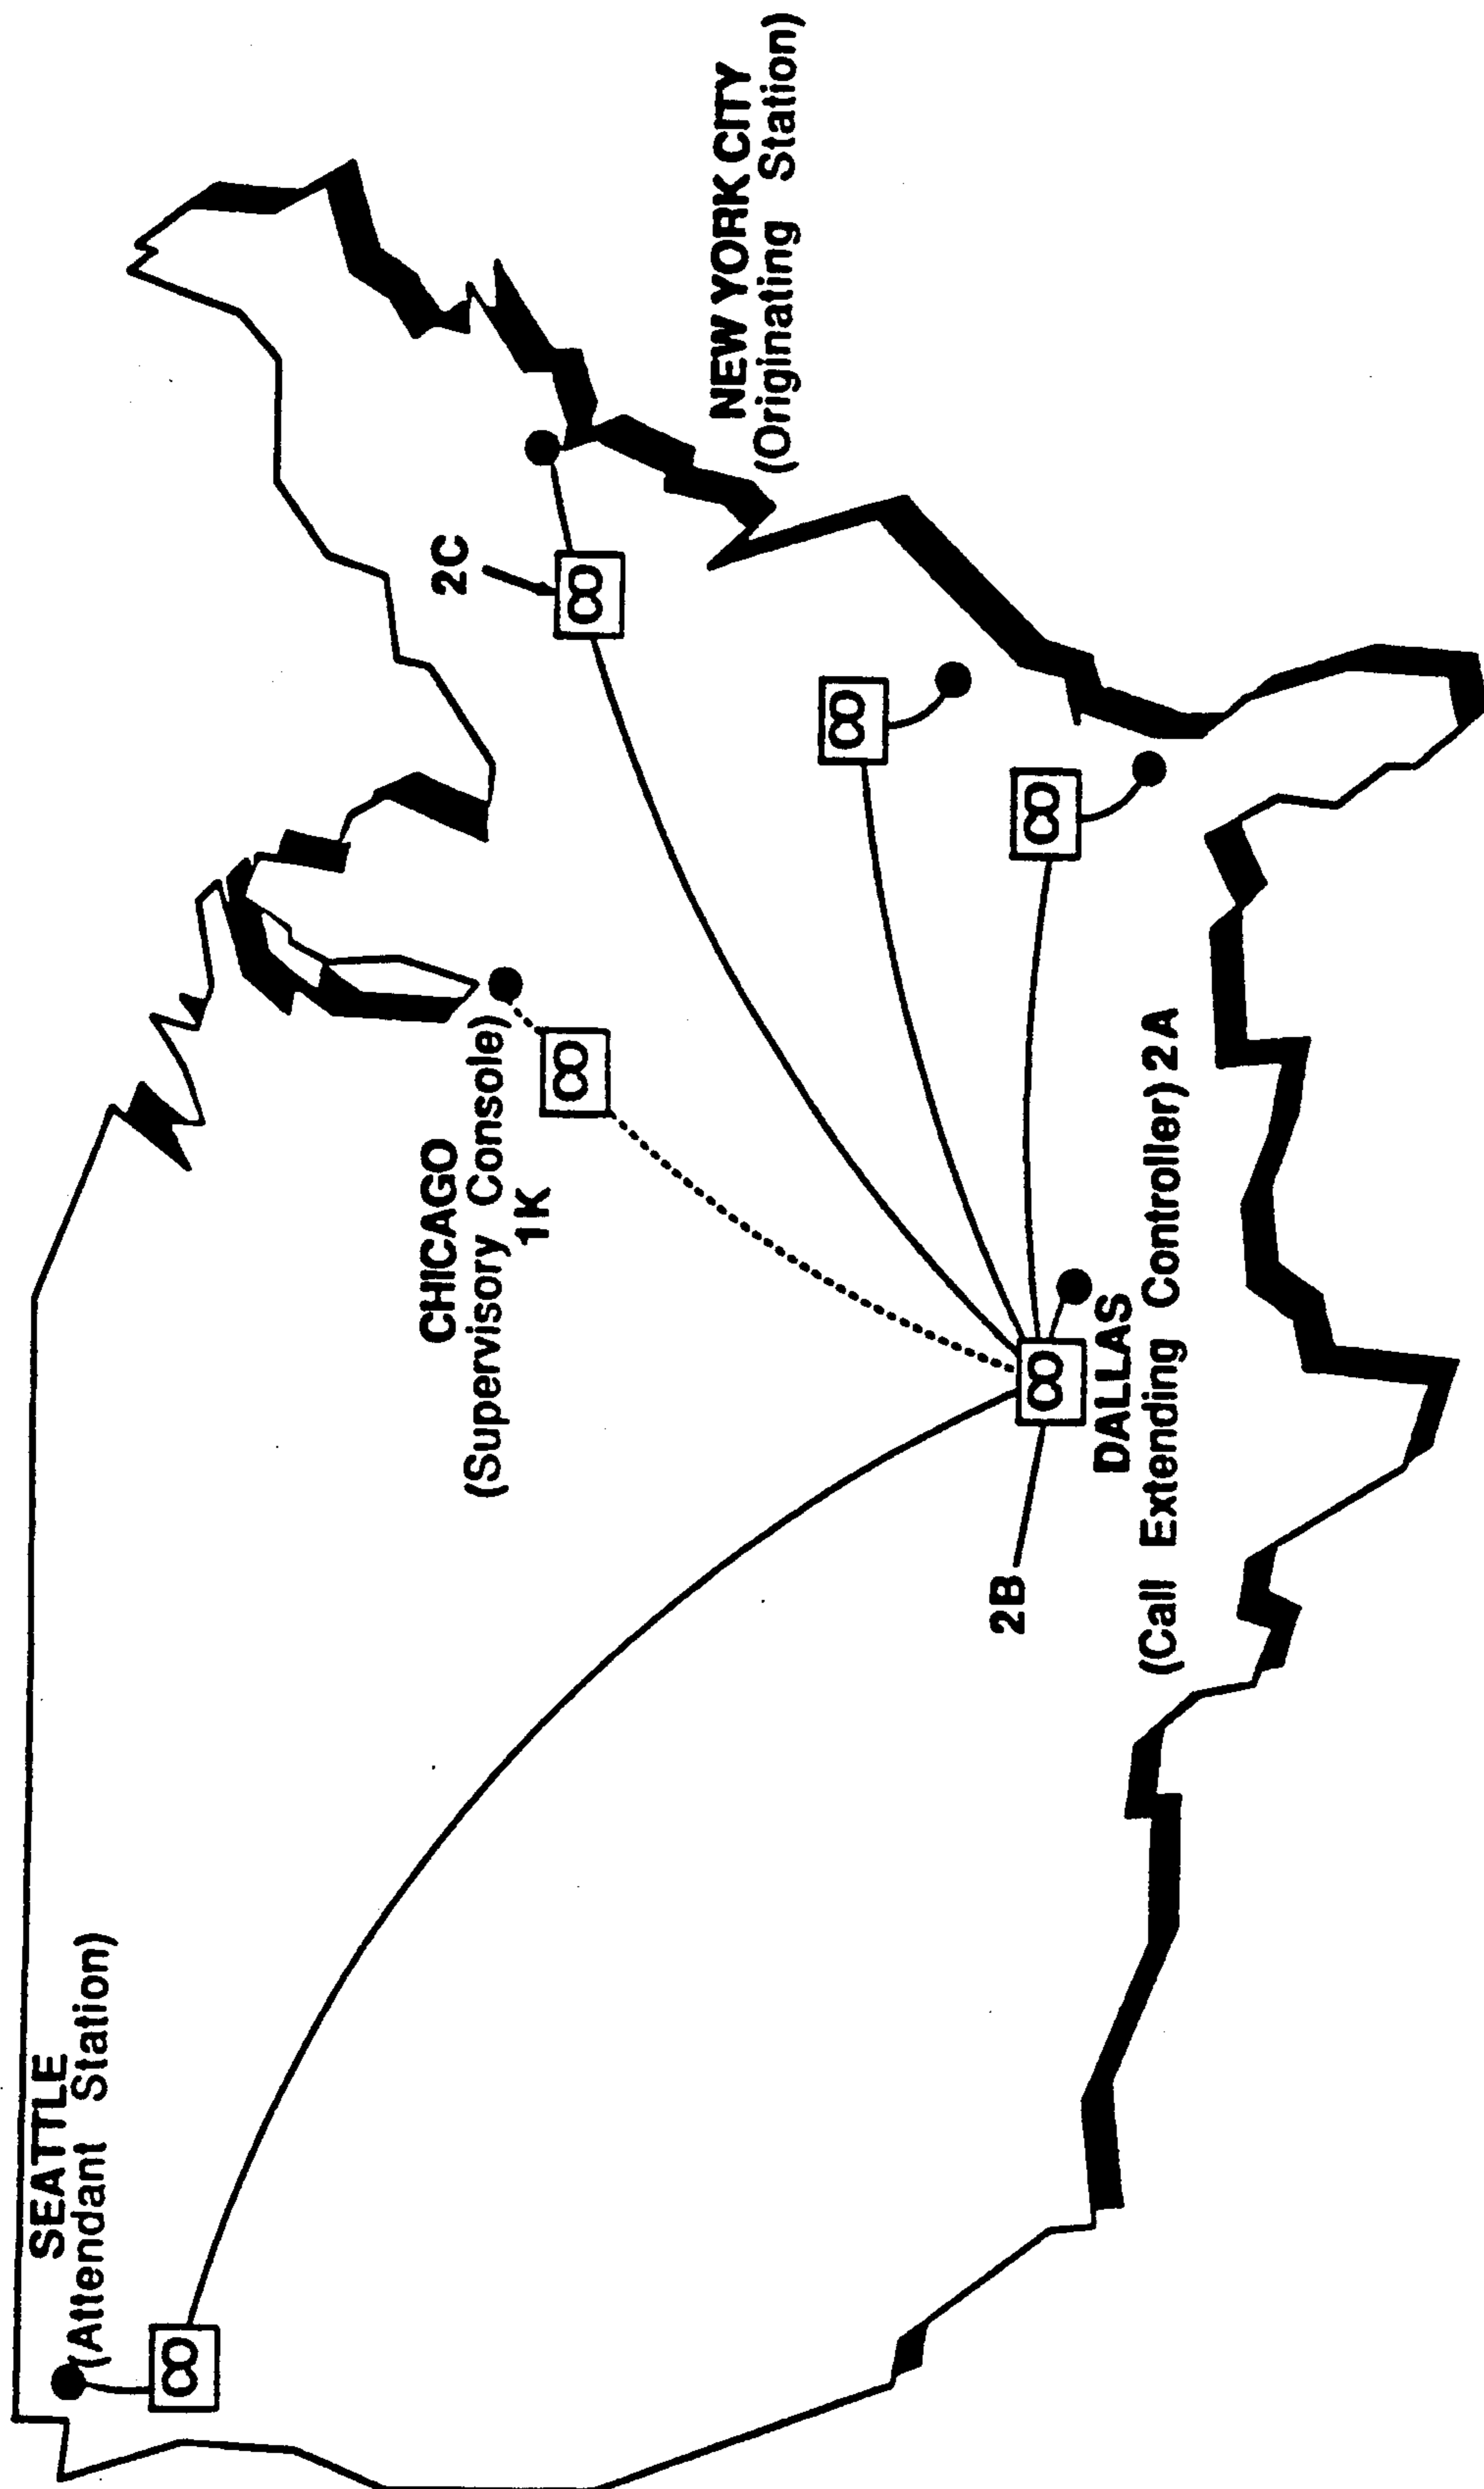 SEATTLE
(Attendant Station)
CHICAGO
(Supervisory Console)
1K
2C
NEW YORK CITY
(Originating Station)
2B
DALLAS
(Call Extending Controller) 2A